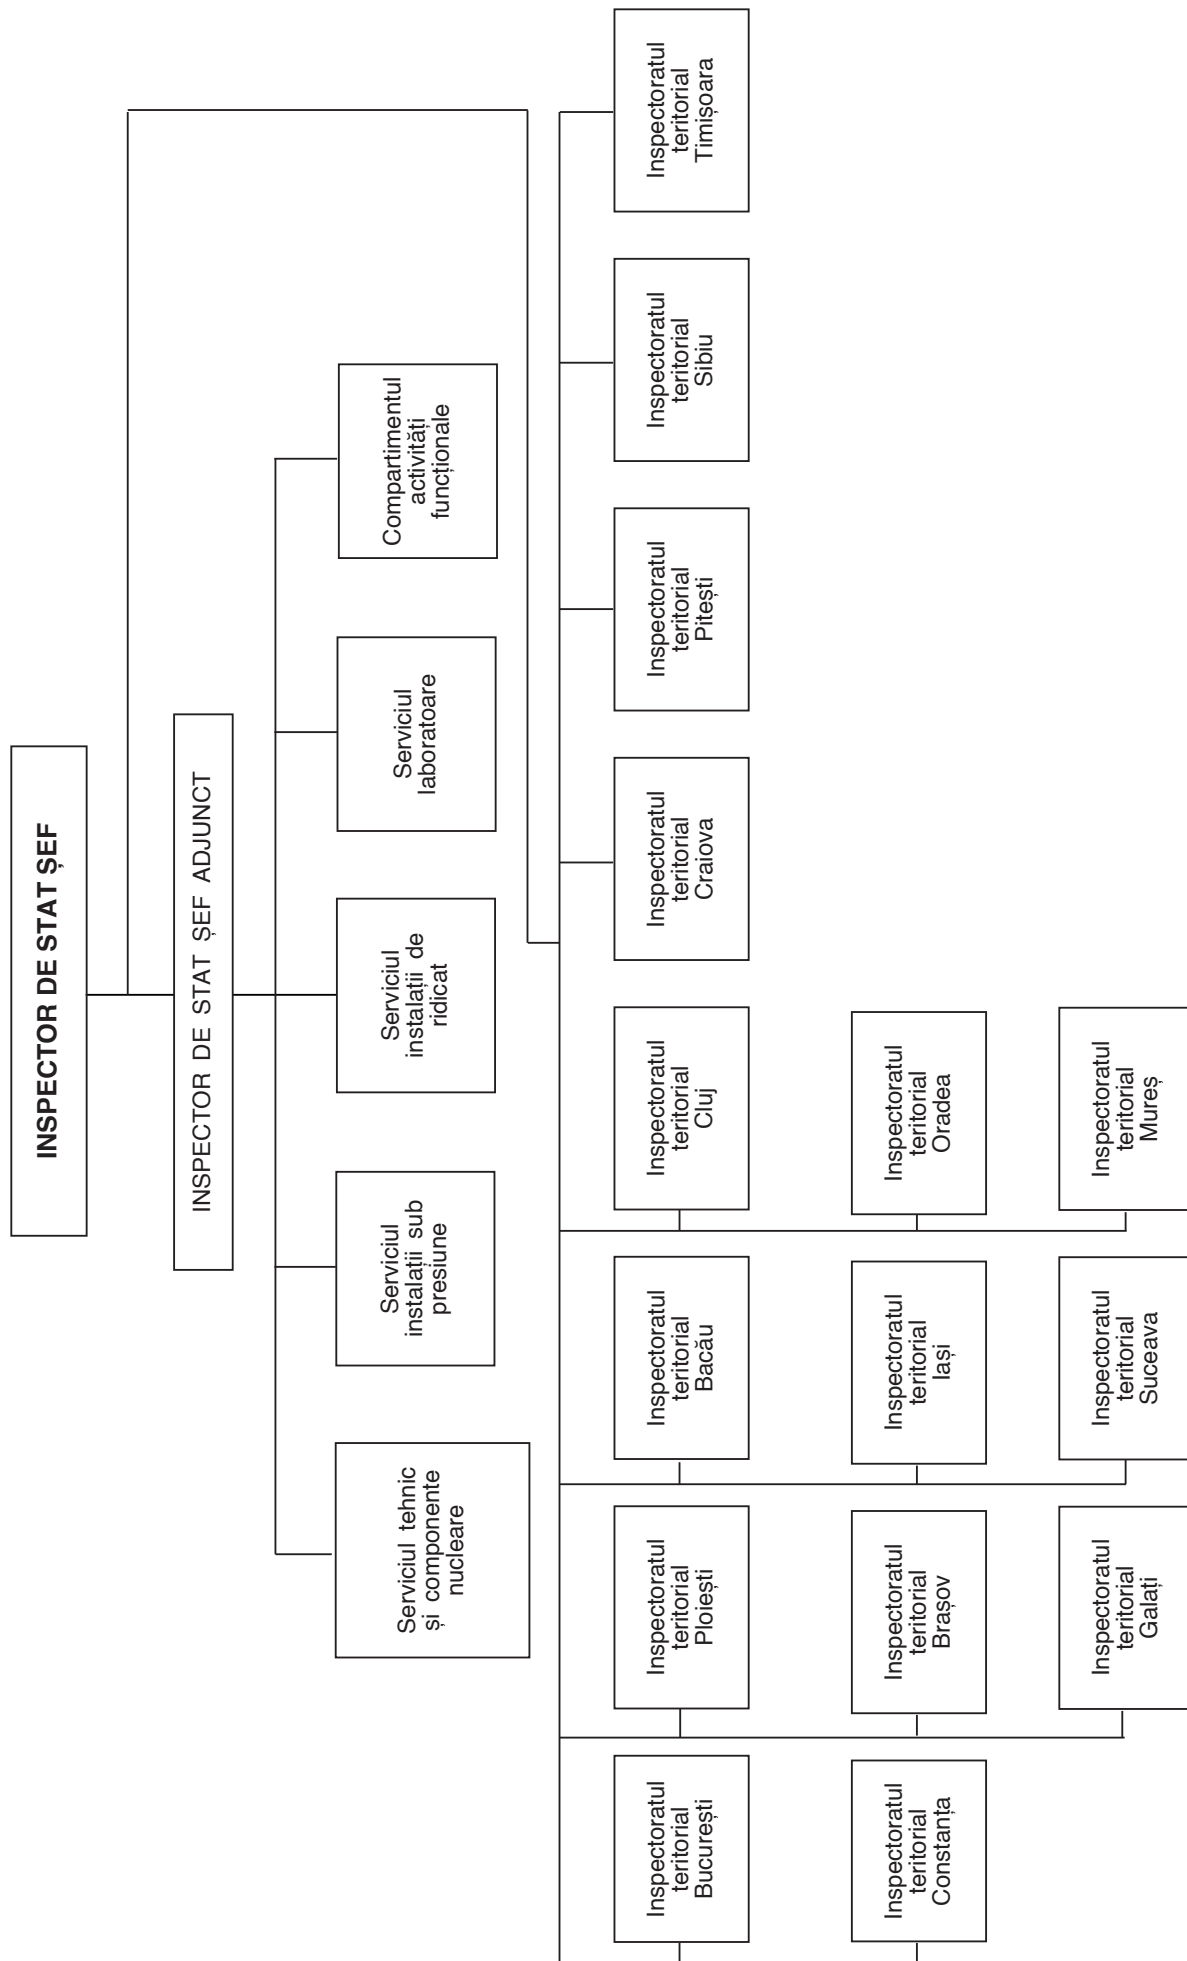 INSPECTOR DE STAT ȘEF
INSPECTOR DE STAT ȘEF ADJUNCT
Serviciul tehnic
și componente
nucleare
Serviciul
instalații sub
presiune
Serviciul
instalații de
ridicat
Serviciul
laboratoare
Compartimentul
activități
funcționale
Inspectoratul
teritorial
București
Inspectoratul
teritorial
Ploiești
Inspectoratul
teritorial
Bacău
Inspectoratul
teritorial
Cluj
Inspectoratul
teritorial
Craiova
Inspectoratul
teritorial
Pitești
Inspectoratul
teritorial
Sibiu
Inspectoratul
teritorial
Timișoara
Inspectoratul
teritorial
Constanța
Inspectoratul
teritorial
Brașov
Inspectoratul
teritorial
Iași
Inspectoratul
teritorial
Oradea
Inspectoratul
teritorial
Galați
Inspectoratul
teritorial
Suceava
Inspectoratul
teritorial
Mureș